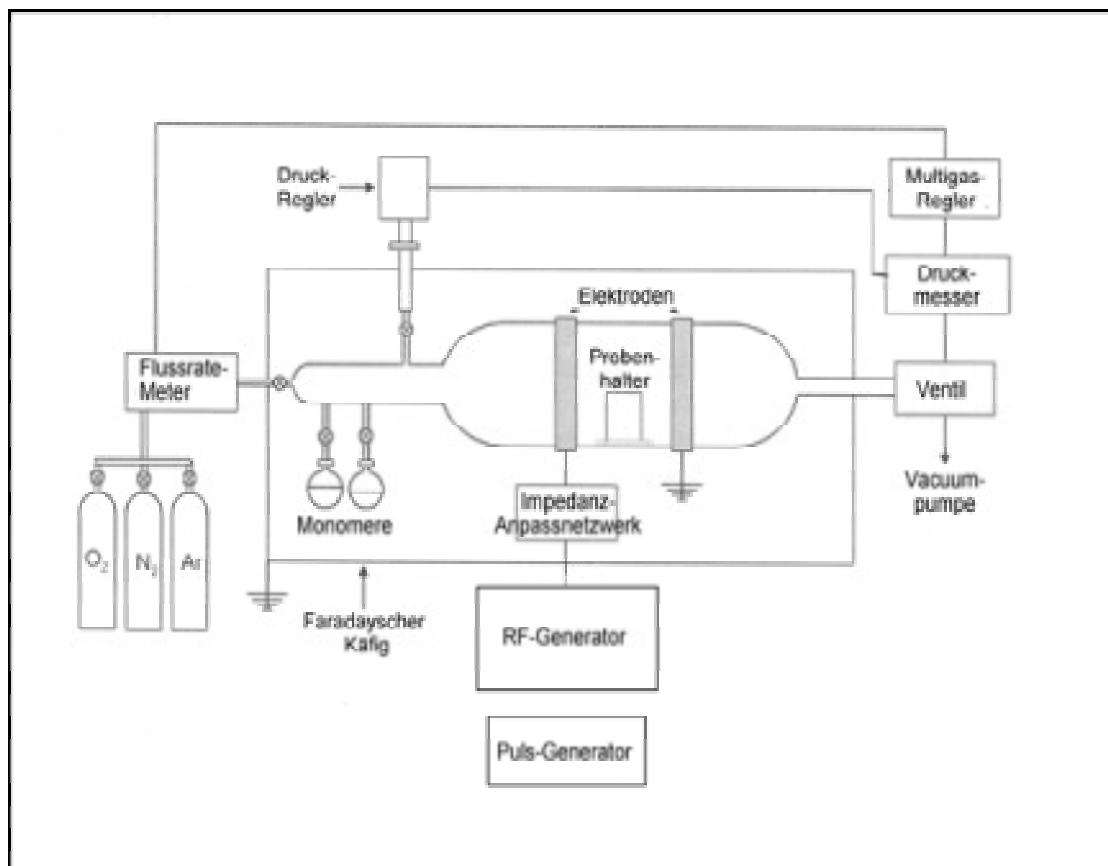 Druck-
Regler
Multigas-
Regler
Druck-
messer
Elektroden
Proben-
halter
Flussrate-
Meter
Ventil
Vacuum-
pumpe
Monomere
Impedanz-
Anpassnetzwerk
O₂
N₂
Ar
Faradayscher
Käfig
RF-Generator
Puls-Generator